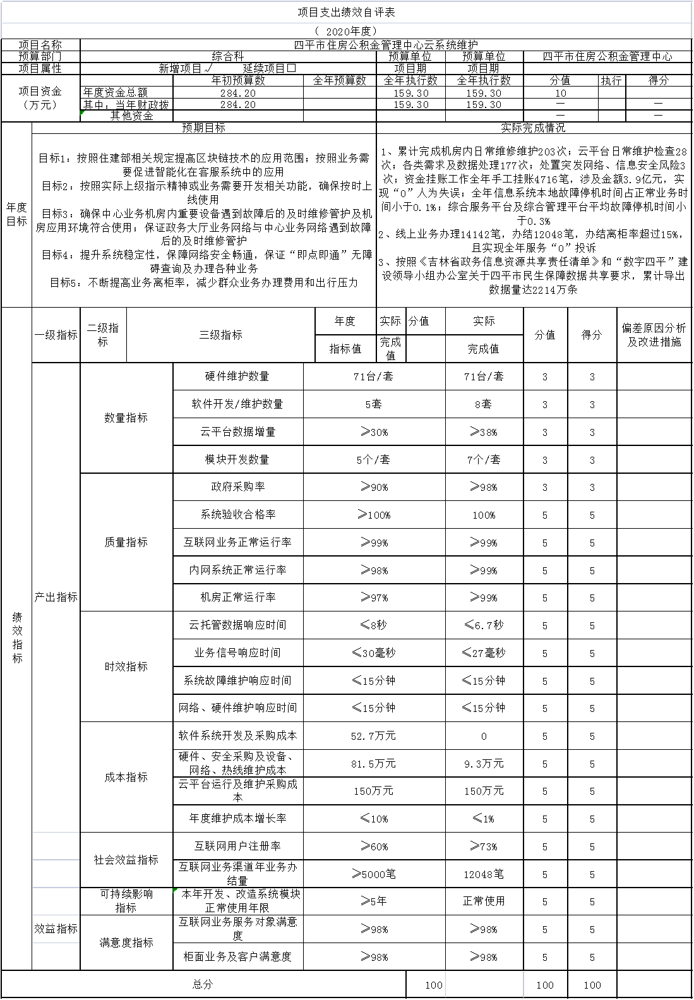 项目支出绩效自评表
（ 2020年度）
项目名称 四平市住房公积金管理中心云系统维护
预算部门 综合科 预算单位 预算单位 四平市住房公积金管理中心
项目属性 新增项目√ 延续项目□ 项目期 项目期
项目资金
（万元）
年初预算数 全年预算数 全年执行数 全年执行数 分值 执行 得分
年度资金总额 284.20 159.30 159.30 10
其中：当年财政拨 284.20 159.30 159.30 — —
其他资金 — —
年度
目标
预期目标 实际完成情况
目标1：按照住建部相关规定提高区块链技术的应用范围；按照业务需
要促进智能化在客服系统中的应用
目标2：按照实际上级指示精神或业务需要开发相关功能，确保按时上
线使用
目标3：确保中心业务机房内重要设备遇到故障后的及时维修管护及机
房应用环境符合使用；保证政务大厅业务网络与中心业务网络遇到故障
后的及时维修管护
目标4：提升系统稳定性，保障网络安全畅通，保证“即点即通”无障
碍查询及办理各种业务
目标5：不断提高业务离柜率，减少群众业务办理费用和出行压力
1、累计完成机房内日常维修维护203次；云平台日常维护检查28
次；各类需求及数据处理177次；处置突发网络、信息安全风险3
次；资金挂账工作全年手工挂账4716笔，涉及金额3.9亿元，实
现“0”人为失误；全年信息系统本地故障停机时间占正常业务时
间小于0.1%；综合服务平台及综合管理平台平均故障停机时间小
于0.3%
2、线上业务办理14142笔，办结12048笔，办结离柜率超过15%，
且实现全年服务“0”投诉
3、按照《吉林省政务信息资源共享责任清单》和“数字四平”建
设领导小组办公室关于四平市民生保障数据共享要求，累计导出
数据量达2214万条
绩
效
指
标
一级指标 二级指
标 三级指标 年度
指标值 实际
完成
值 分值 实际
完成值 分值 得分 偏差原因分析
及改进措施
产出指标
数量指标
硬件维护数量 71台/套 71台/套 3 3
软件开发/维护数量 5套 8套 3 3
云平台数据增量 ≥30% ≥38% 3 3
模块开发数量 5个/套 7个/套 3 3
质量指标
政府采购率 ≥90% ≥98% 3 3
系统验收合格率 ≥100% 100% 5 5
互联网业务正常运行率 ≥99% ≥99% 5 5
内网系统正常运行率 ≥98% ≥99% 5 5
机房正常运行率 ≥97% ≥99% 5 5
时效指标
云托管数据响应时间 ≤8秒 ≤6.7秒 5 5
业务信号响应时间 ≤30毫秒 ≤27毫秒 5 5
系统故障维护响应时间 ≤15分钟 ≤15分钟 5 5
网络、硬件维护响应时间 ≤15分钟 ≤15分钟 5 5
成本指标
软件系统开发及采购成本 52.7万元 0 5 5
硬件、安全采购及设备、
网络、热线维护成本 81.5万元 9.3万元 5 5
云平台运行及维护采购成
本 150万元 150万元 5 5
年度维护成本增长率 ≤10% ≤1% 5 5
效益指标
社会效益指标
互联网用户注册率 ≥60% ≥73% 5 5
互联网业务渠道年业务办
结量 ≥5000笔 12048笔 5 5
可持续影响
指标
本年开发、改造系统模块
正常使用年限 ≥5年 正常使用 5 5
满意度指标
互联网业务服务对象满意
度 ≥98% ≥98% 5 5
柜面业务及客户满意度 ≥98% ≥98% 5 5
总分 100 100 100